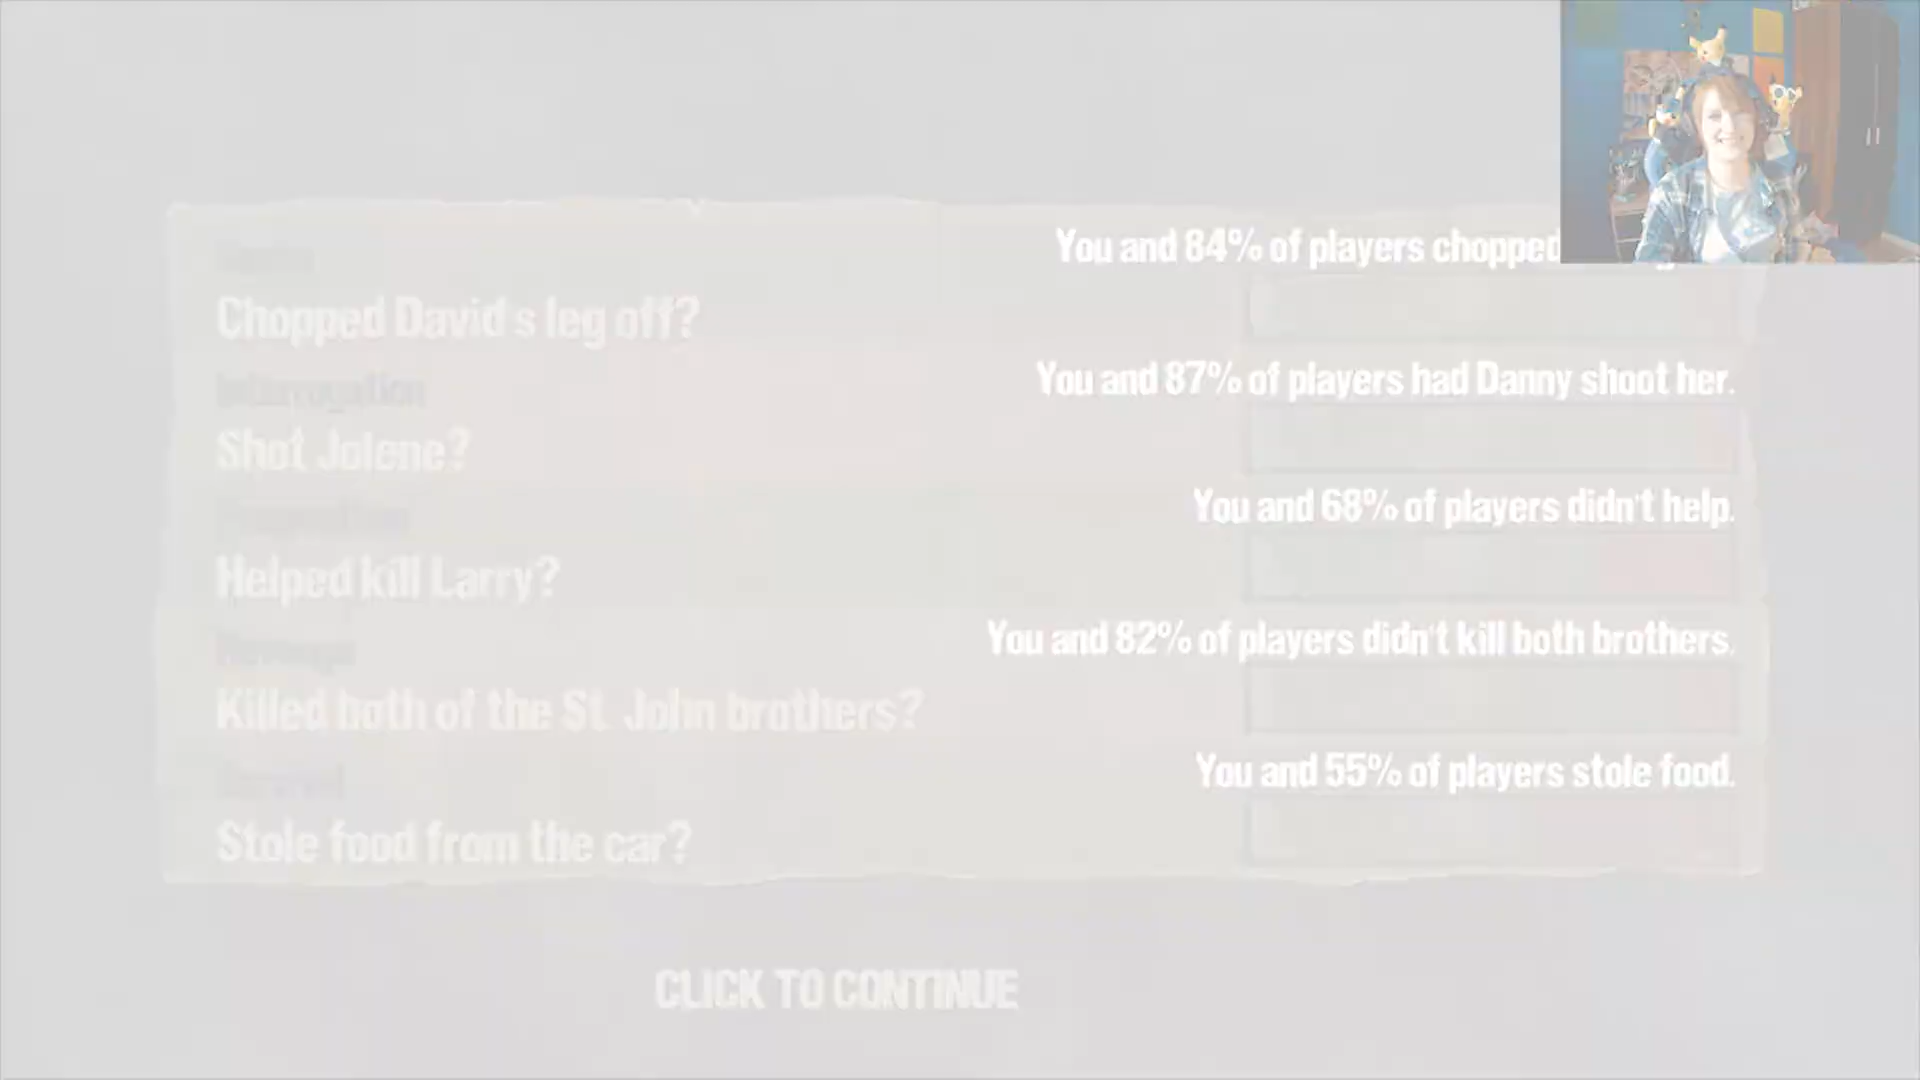 You and 84% of players chopped
Chopped David's leg off?
You and 87% of players had Danny shoot her.
Interrogation
Shot Jolene?
You and 68% of players didn't help.
Helped kill Larry?
You and 82% of players didn't kill both brothers.
Revenge
Killed both of the St. John brothers?
You and 55% of players stole food.
Stole food from the car?
CLICK TO CONTINUE